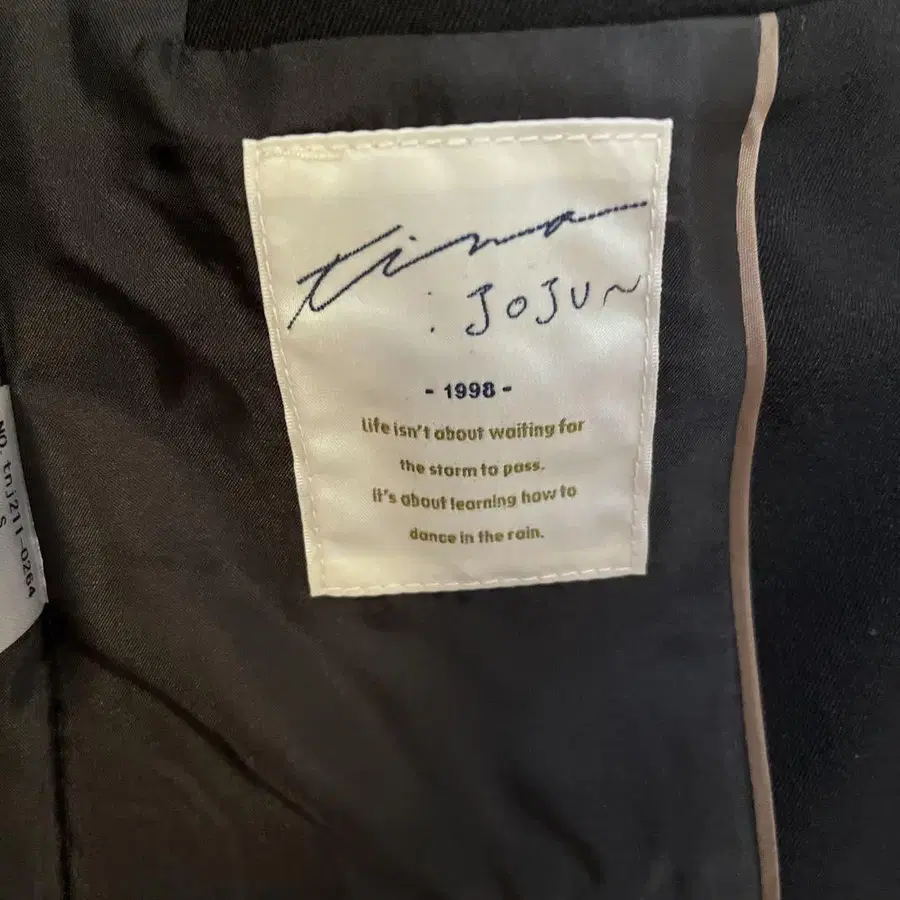 tima
: JOJUN
- 1998 -
Life isn't about waiting for
the storm to pass.
it's about learning how to
dance in the rain.
NO. tnj211-0264
S